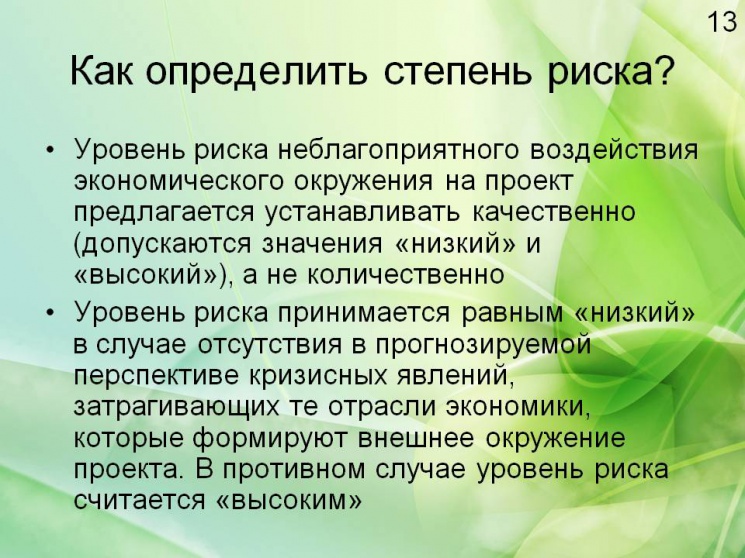 13
Как определить степень риска?
• Уровень риска неблагоприятного воздействия
экономического окружения на проект
предлагается устанавливать качественно
(допускаются значения «низкий» и
«высокий»), а не количественно
• Уровень риска принимается равным «низкий»
в случае отсутствия в прогнозируемой
перспективе кризисных явлений,
затрагивающих те отрасли экономики,
которые формируют внешнее окружение
проекта. В противном случае уровень риска
считается «высоким»